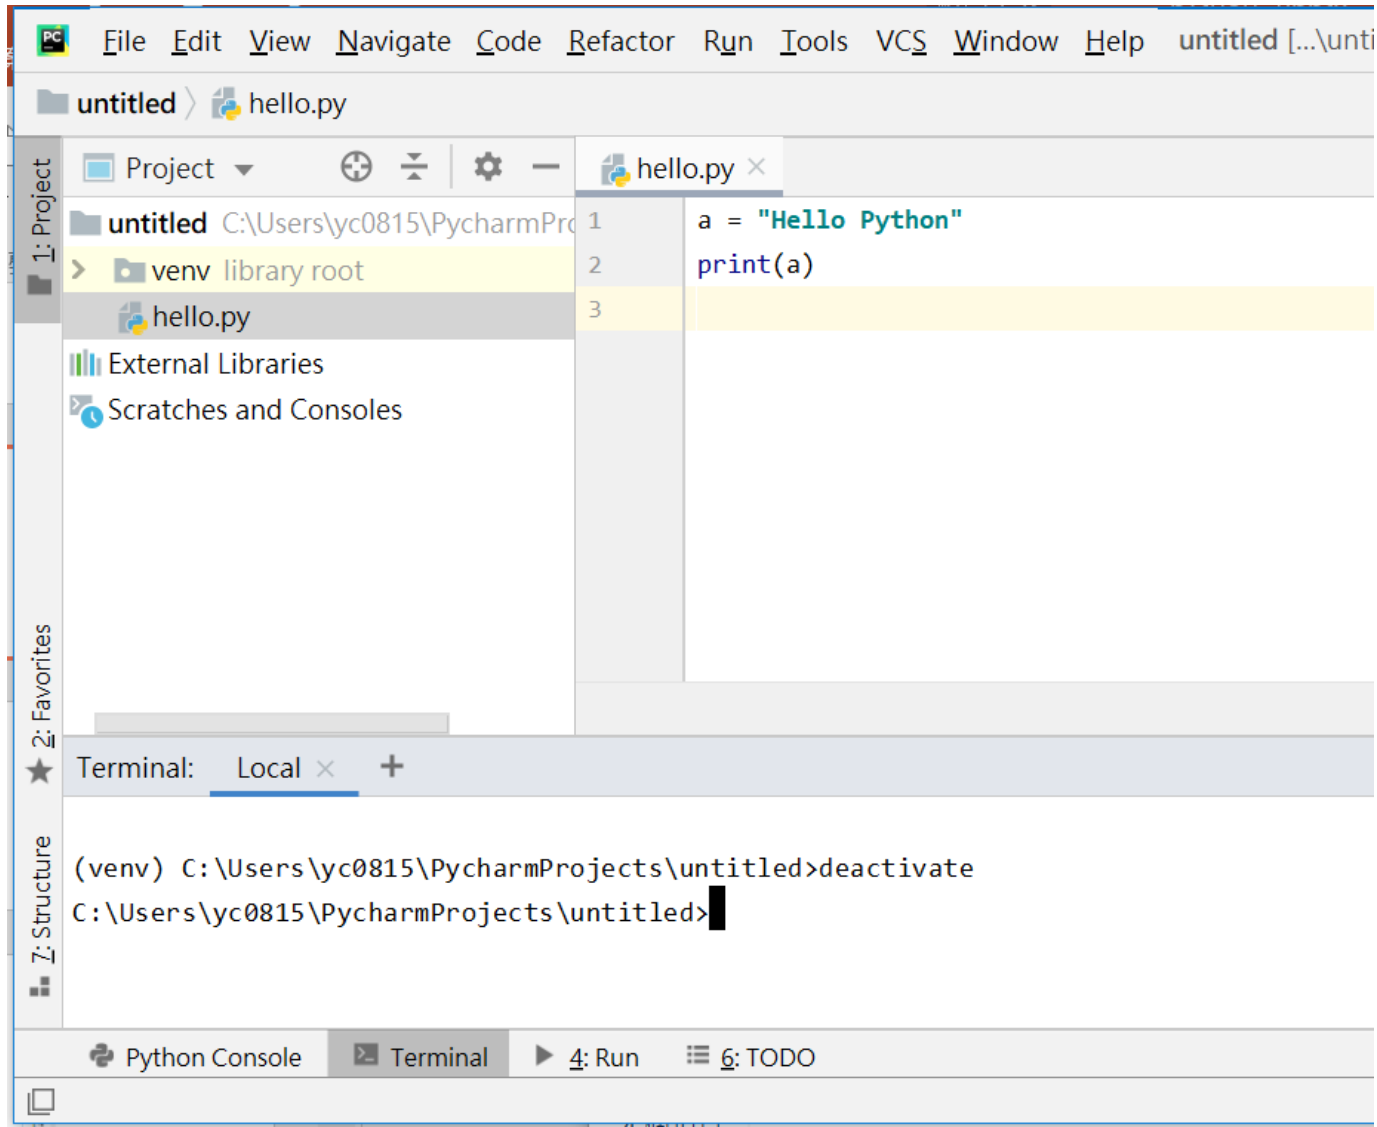 PC File Edit View Navigate Code Refactor Run Tools VCS Window Help untitled [...\unti
untitled hello.py
1: Project
Project
hello.py
untitled C:\Users\yc0815\PycharmPro
venv library root
hello.py
External Libraries
Scratches and Consoles
1 a = "Hello Python"
2 print(a)
3
2: Favorites
Terminal: Local +
7: Structure
(venv) C:\Users\yc0815\PycharmProjects\untitled>deactivate
C:\Users\yc0815\PycharmProjects\untitled>
Python Console Terminal 4: Run 6: TODO